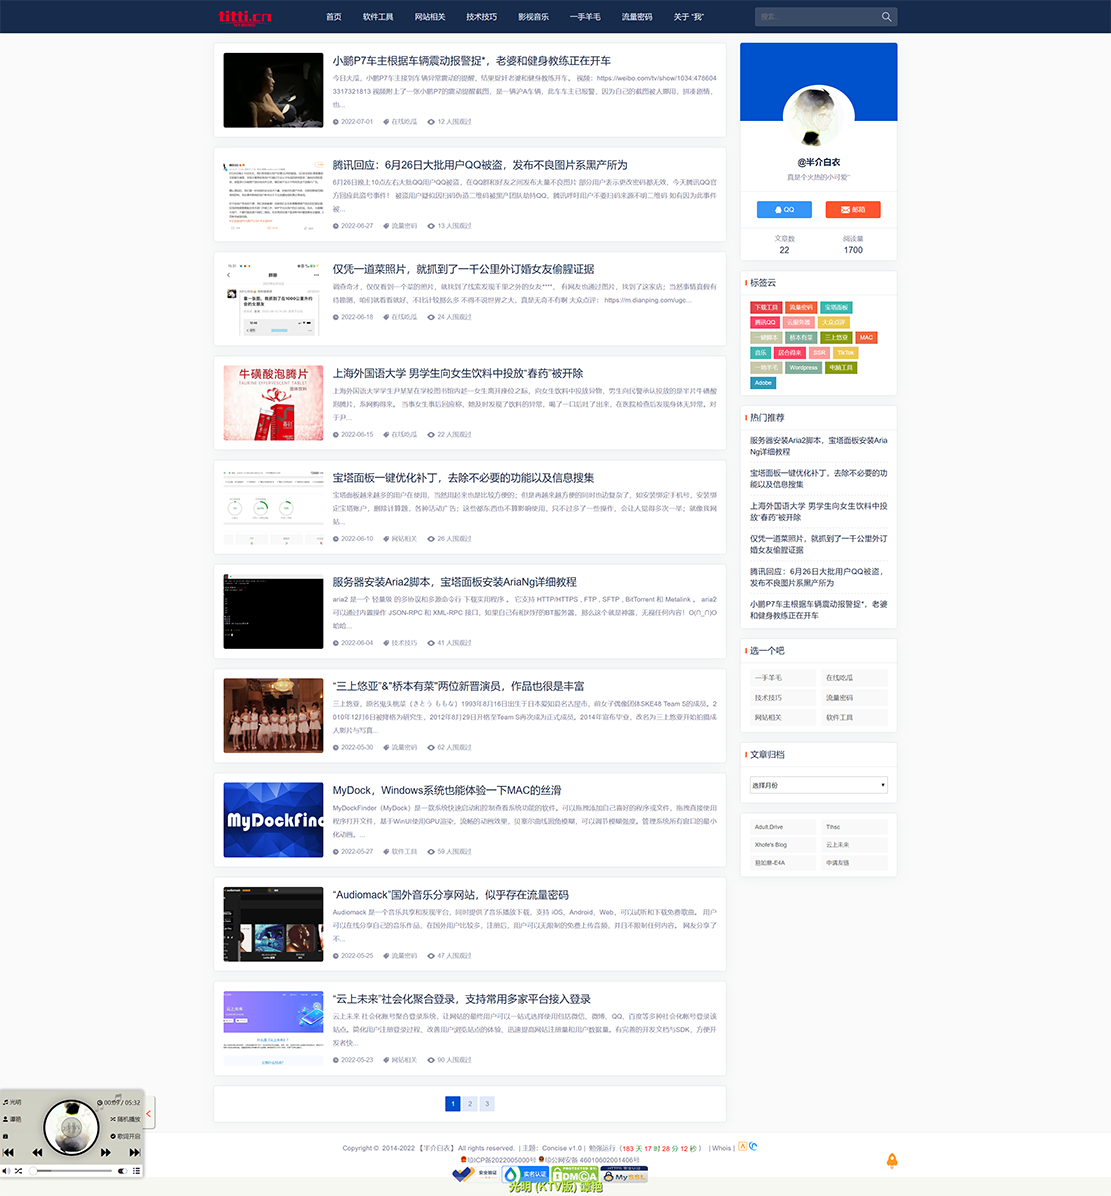 titti.cn
首页 软件工具 网站相关 技术技巧 影视音乐 一手羊毛 流量密码 关于 “我”
搜索...
小鹏P7车主根据车辆震动报警捉*，老婆和健身教练正在开车
今日大瓜，小鹏P7车主接到车辆异常震动的提醒，结果捉奸老婆和健身教练开车。 视频：https://weibo.com/tv/show/1034:478604
3317321813 视频附上了一张小鹏P7的震动提醒截图，是一辆沪A车辆，此车车主已报警，因为自己的截图被人挪用，拼凑剧情，
也...
2022-07-01 在线吃瓜 12 人围观过
腾讯回应：6月26日大批用户QQ被盗，发布不良图片系黑产所为
6月26日晚上10点左右大批QQ用户QQ被盗，在QQ群和好友之间发布大量不良图片 部分用户表示更改密码都无效，今天腾讯QQ官
方回应此盗号事件！ 被盗用户疑似因扫码伪造二维码被黑产团队劫持QQ，腾讯呼吁用户不要扫码来源不明二维码 如有因为此事件
被...
2022-06-27 流量密码 13 人围观过
仅凭一道菜照片，就抓到了一千公里外订婚女友偷腥证据
调查奇才，仅仅看到一个菜的照片，就找到了线索发现千里之外的女友****， 有网友也通过图片，找到了这家店；当然事情真假有
待推测，咱们就看看就好，不比计较那么多 不得不说世界之大，真是无奇不有啊 大众点评： https://m.dianping.com/ugc...
2022-06-18 在线吃瓜 24 人围观过
牛磺酸泡腾片
TAURINE EFFERVESCENT TABLET
上海外国语大学 男学生向女生饮料中投放“春药”被开除
上海外国语大学学生尹某某在学校图书馆内趁一女生离开座位之际，向女生饮料中投放异物，男生向民警承认投放的是半片牛磺酸
泡腾片，系网购得来。 当事女生事后回应称，她及时发现了饮料的异常，喝了一口后吐了出来，在医院检查后发现身体无异常。对
于尹...
2022-06-15 在线吃瓜 22 人围观过
宝塔面板一键优化补丁，去除不必要的功能以及信息搜集
宝塔面板越来越多的用户在使用，当然用起来也是比较方便的；但是再越来越方便的同时也边复杂了，如安装绑定手机号，安装绑
定宝塔账户，删除计算题，各种活动广告；这些都东西也不算影响使用，只不过多了一些操作，会让人觉得多次一举；就像我网
站...
2022-06-10 网站相关 26 人围观过
服务器安装Aria2脚本，宝塔面板安装AriaNg详细教程
aria2 是一个 轻量级 的多协议和多源命令行 下载实用程序 。 它支持 HTTP/HTTPS , FTP , SFTP , BitTorrent 和 Metalink 。 aria2
可以通过内置操作 JSON-RPC 和 XML-RPC 接口，如果自己有相对好的BT服务器，那么这个就是神器，无视任何内容！O(∩_∩)O
哈哈...
2022-06-04 技术技巧 41 人围观过
“三上悠亚”&"桥本有菜”两位新晋演员，作品也很是丰富
三上悠亚，原名鬼头桃菜（きとう ももな）1993年8月16日出生于日本爱知县名古屋市，前女子偶像团体SKE48 Team S的成员。2
010年12月6日被降格为研究生，2012年8月29日升格至Team S再次成为正式成员。2014年宣布毕业，改名为三上悠亚开始拍摄成
人影片与写真...
2022-05-30 流量密码 62 人围观过
MyDockFinc
MyDock，Windows系统也能体验一下MAC的丝滑
MyDockFinder（MyDock）是一款系统快速启动和控制查看系统功能的软件。可以拖拽添加自己喜好的程序或文件，拖拽直接使用
程序打开文件，基于WinUI使用GPU渲染，流畅的动画效果，贝塞尔曲线圆角模糊，可以调节模糊强度。管理系统所有窗口的最小
化动画。...
2022-05-27 软件工具 59 人围观过
“Audiomack”国外音乐分享网站，似乎存在流量密码
Audiomack 是一个音乐共享和发现平台，同时提供了音乐播放下载，支持 iOS、Android、Web，可以试听和下载免费歌曲。 用户
可以在线分享自己的音乐作品，在国外用户比较多，注册后，用户可以无限制的免费上传音频，并且不限制任何内容。 网友分享了
不...
2022-05-25 流量密码 47 人围观过
“云上未来”社会化聚合登录，支持常用多家平台接入登录
云上未来 社会化账号聚合登录系统，让网站的最终用户可以一站式选择使用包括微信、微博、QQ、百度等多种社会化帐号登录该
站点。简化用户注册登录过程、改善用户浏览站点的体验、迅速提高网站注册量和用户数据量。有完善的开发文档与SDK，方便开
发者快...
2022-05-23 网站相关 90 人围观过
1 2 3
@半介白衣
真是个火热的小可爱~
QQ 邮箱
文章数 阅读量
22 1700
标签云
下载工具 流量密码 宝塔面板
腾讯QQ 云服务器 大众点评
一键脚本 桥本有菜 三上悠亚 MAC
音乐 聚合登录 SSR TikTok
一期羊毛 Wordpress 电脑工具
Adobe
热门推荐
服务器安装Aria2脚本，宝塔面板安装Aria
Ng详细教程
宝塔面板一键优化补丁，去除不必要的功
能以及信息搜集
上海外国语大学 男学生向女生饮料中投
放“春药”被开除
仅凭一道菜照片，就抓到了一千公里外订
婚女友偷腥证据
腾讯回应：6月26日大批用户QQ被盗，
发布不良图片系黑产所为
小鹏P7车主根据车辆震动报警捉*，老婆
和健身教练正在开车
选一个吧
一手羊毛 在线吃瓜
技术技巧 流量密码
网站相关 软件工具
文章归档
选择月份
Aduit.Drive Tihsc
Xhofe's Blog 云上未来
易如意-E4A 申请友链
光明 00:09 / 05:32
谭艳 随机播放
歌词开启
Copyright © 2014-2022 【半介白衣】All rights reserved. | 主题：Concise v1.0 | 勉强运行（183 天 17 时 28 分 12 秒） | Whois |
琼ICP备2022005000号 琼公网安备 46010602001406号
安全验证 实名认证 PROTECTED BY DMCA MySSL
光明 (KTV版) 谭艳